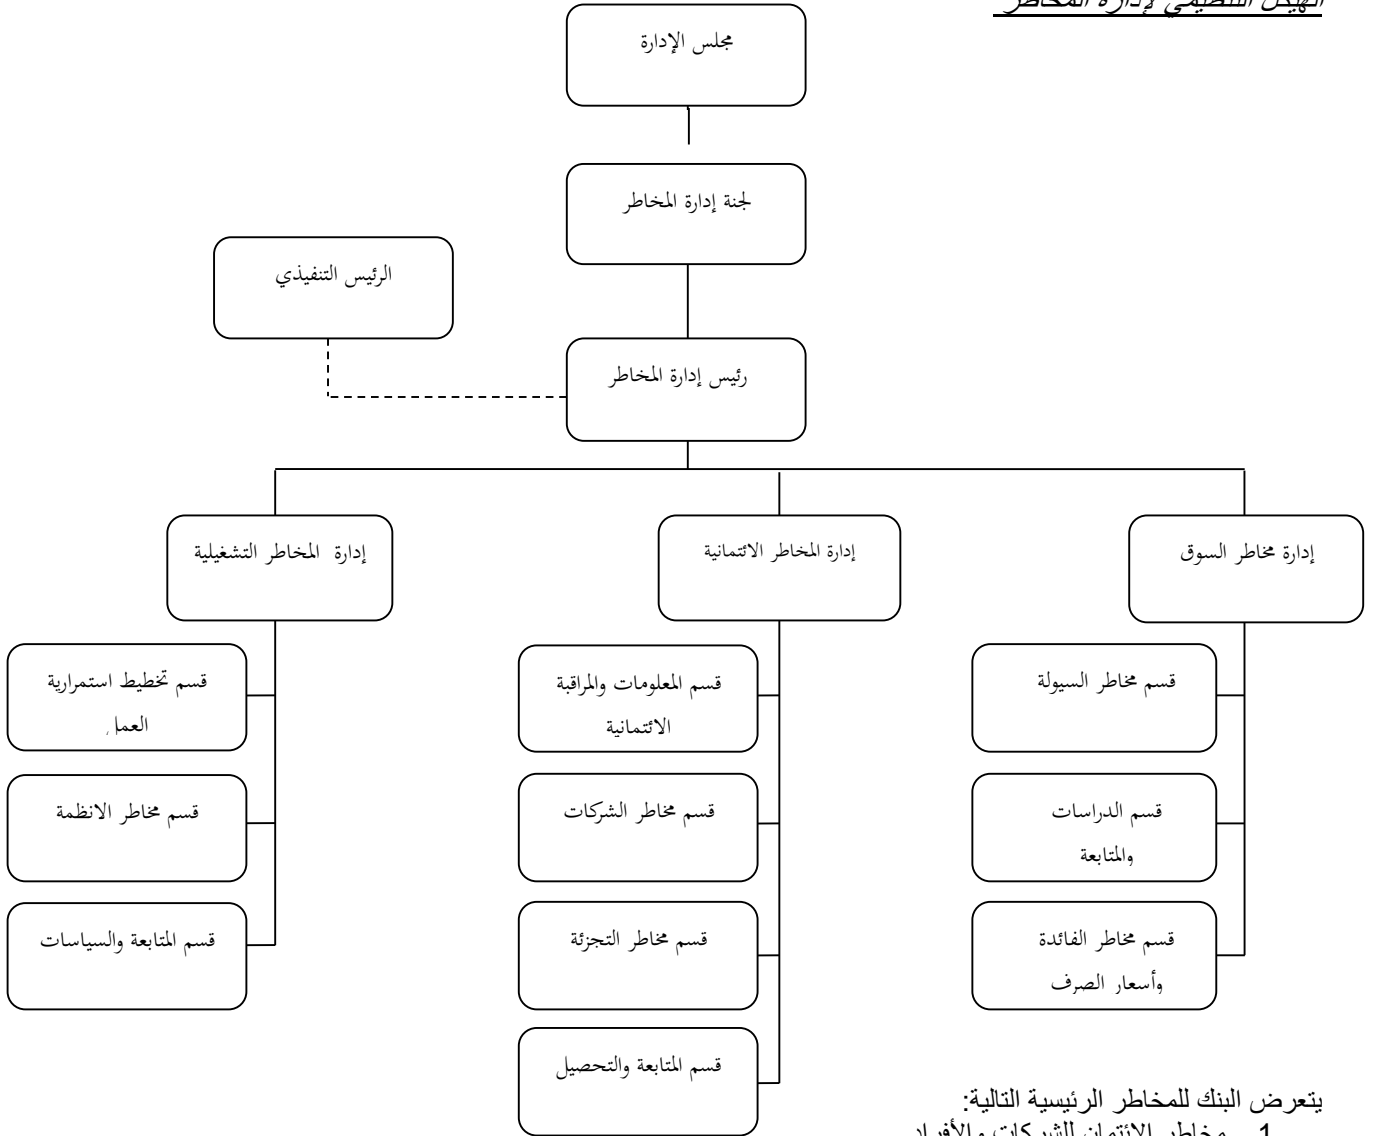 الهيكل التنظيمي لإدارة المخاطر
مجلس الإدارة
لجنة إدارة المخاطر
الرئيس التنفيذي
رئيس إدارة المخاطر
إدارة مخاطر السوق
إدارة المخاطر الائتمانية
إدارة المخاطر التشغيلية
قسم مخاطر السيولة
قسم الدراسات
والمتابعة
قسم مخاطر الفائدة
وأسعار الصرف
قسم المعلومات والمراقبة
الائتمانية
قسم مخاطر الشركات
قسم مخاطر التجزئة
قسم المتابعة والتحصيل
قسم تخطيط استمرارية
العمل
قسم مخاطر الانظمة
قسم المتابعة والسياسات
يتعرض البنك للمخاطر الرئيسية التالية:
1 مخاطر الائتمان للشركات والأفراد